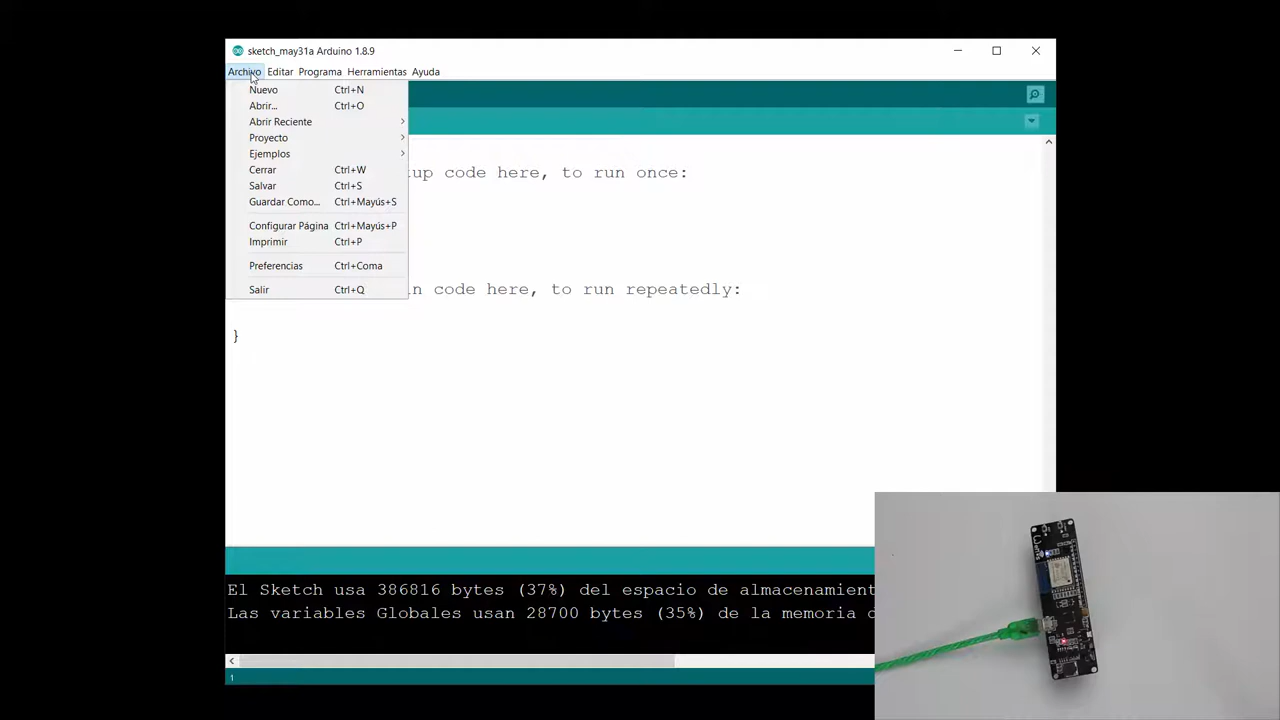 sketch_may31a Arduino 1.8.9
Archivo Editar Programa Herramientas Ayuda
Nuevo Ctrl+N
Abrir... Ctrl+O
Abrir Reciente
Proyecto
Ejemplos
Cerrar Ctrl+W
Salvar Ctrl+S
Guardar Como... Ctrl+Mayús+S
Configurar Página Ctrl+Mayús+P
Imprimir Ctrl+P
Preferencias Ctrl+Coma
Salir Ctrl+Q
up code here, to run once:
n code here, to run repeatedly:
}
El Sketch usa 386816 bytes (37%) del espacio de almacenamient
Las variables Globales usan 28700 bytes (35%) de la memoria d
1